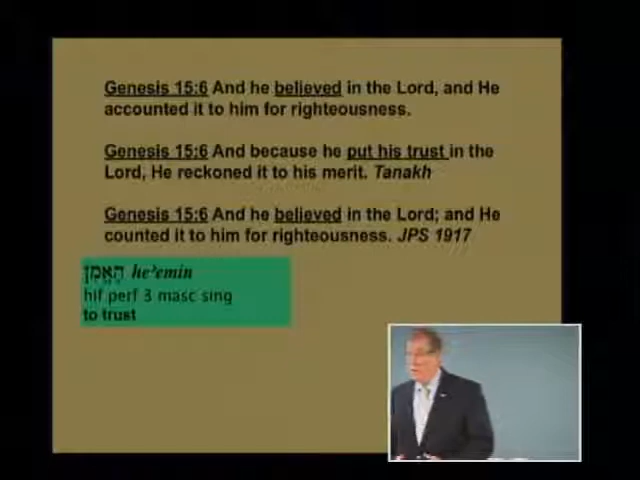 Genesis 15:6 And he believed in the Lord, and He
accounted it to him for righteousness.
Genesis 15:6 And because he put his trust in the
Lord, He reckoned it to his merit. Tanakh
Genesis 15:6 And he believed in the Lord; and He
counted it to him for righteousness. JPS 1917
הֶאֱמִן heʾemin
hif perf 3 masc sing
to trust